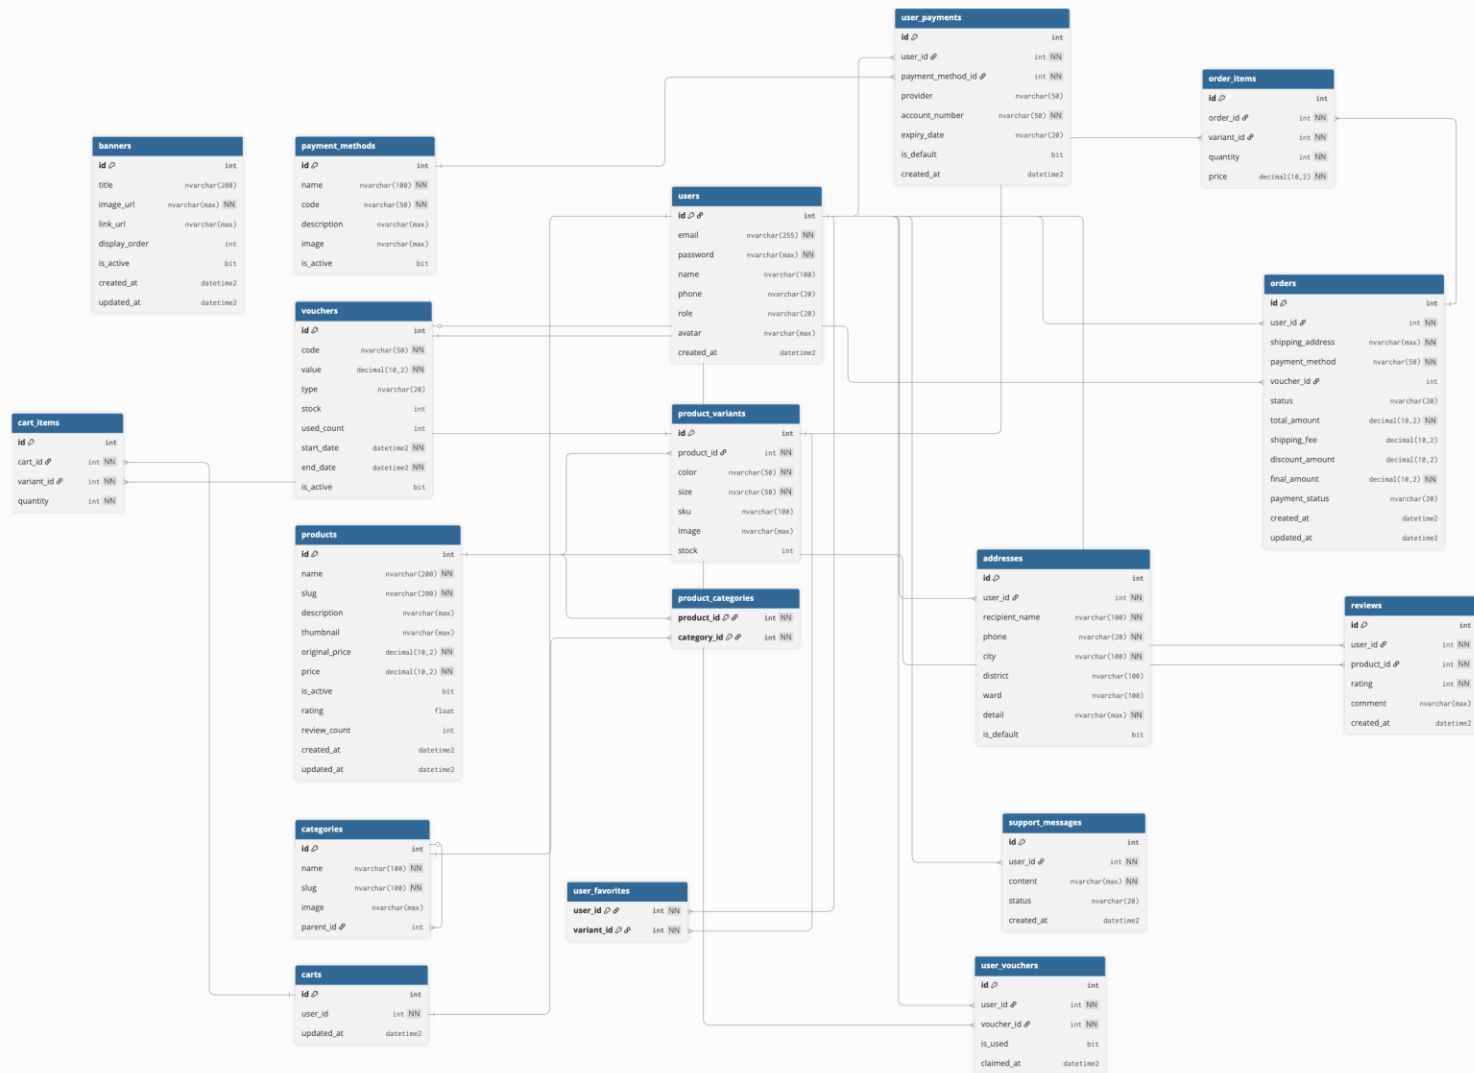 user_payments
id int
user_id int NN
payment_method_id int NN
provider nvarchar(50)
account_number nvarchar(50) NN
expiry_date nvarchar(20)
is_default bit
created_at datetime2
order_items
id int
order_id int NN
variant_id int NN
quantity int NN
price decimal(10,2) NN
banners
id int
title nvarchar(200)
image_url nvarchar(max) NN
link_url nvarchar(max)
display_order int
is_active bit
created_at datetime2
updated_at datetime2
payment_methods
id int
name nvarchar(100) NN
code nvarchar(50) NN
description nvarchar(max)
image nvarchar(max)
is_active bit
users
id int
email nvarchar(255) NN
password nvarchar(max) NN
name nvarchar(100)
phone nvarchar(20)
role nvarchar(20)
avatar nvarchar(max)
created_at datetime2
orders
id int
user_id int NN
shipping_address nvarchar(max) NN
payment_method nvarchar(50) NN
voucher_id int
status nvarchar(20)
total_amount decimal(10,2) NN
shipping_fee decimal(10,2)
discount_amount decimal(10,2)
final_amount decimal(10,2) NN
payment_status nvarchar(20)
created_at datetime2
updated_at datetime2
vouchers
id int
code nvarchar(50) NN
value decimal(10,2) NN
type nvarchar(20)
stock int
used_count int
start_date datetime2 NN
end_date datetime2 NN
is_active bit
cart_items
id int
cart_id int NN
variant_id int NN
quantity int NN
product_variants
id int
product_id int NN
color nvarchar(50) NN
size nvarchar(50) NN
sku nvarchar(100)
image nvarchar(max)
stock int
products
id int
name nvarchar(200) NN
slug nvarchar(200) NN
description nvarchar(max)
thumbnail nvarchar(max)
original_price decimal(10,2) NN
price decimal(10,2) NN
is_active bit
rating float
review_count int
created_at datetime2
updated_at datetime2
product_categories
product_id int NN
category_id int NN
addresses
id int
user_id int NN
recipient_name nvarchar(100) NN
phone nvarchar(20) NN
city nvarchar(100) NN
district nvarchar(100)
ward nvarchar(100)
detail nvarchar(max) NN
is_default bit
reviews
id int
user_id int NN
product_id int NN
rating int NN
comment nvarchar(max)
created_at datetime2
categories
id int
name nvarchar(100) NN
slug nvarchar(100) NN
image nvarchar(max)
parent_id int
user_favorites
user_id int NN
variant_id int NN
support_messages
id int
user_id int NN
content nvarchar(max) NN
status nvarchar(20)
created_at datetime2
carts
id int
user_id int NN
updated_at datetime2
user_vouchers
id int
user_id int NN
voucher_id int NN
is_used bit
claimed_at datetime2